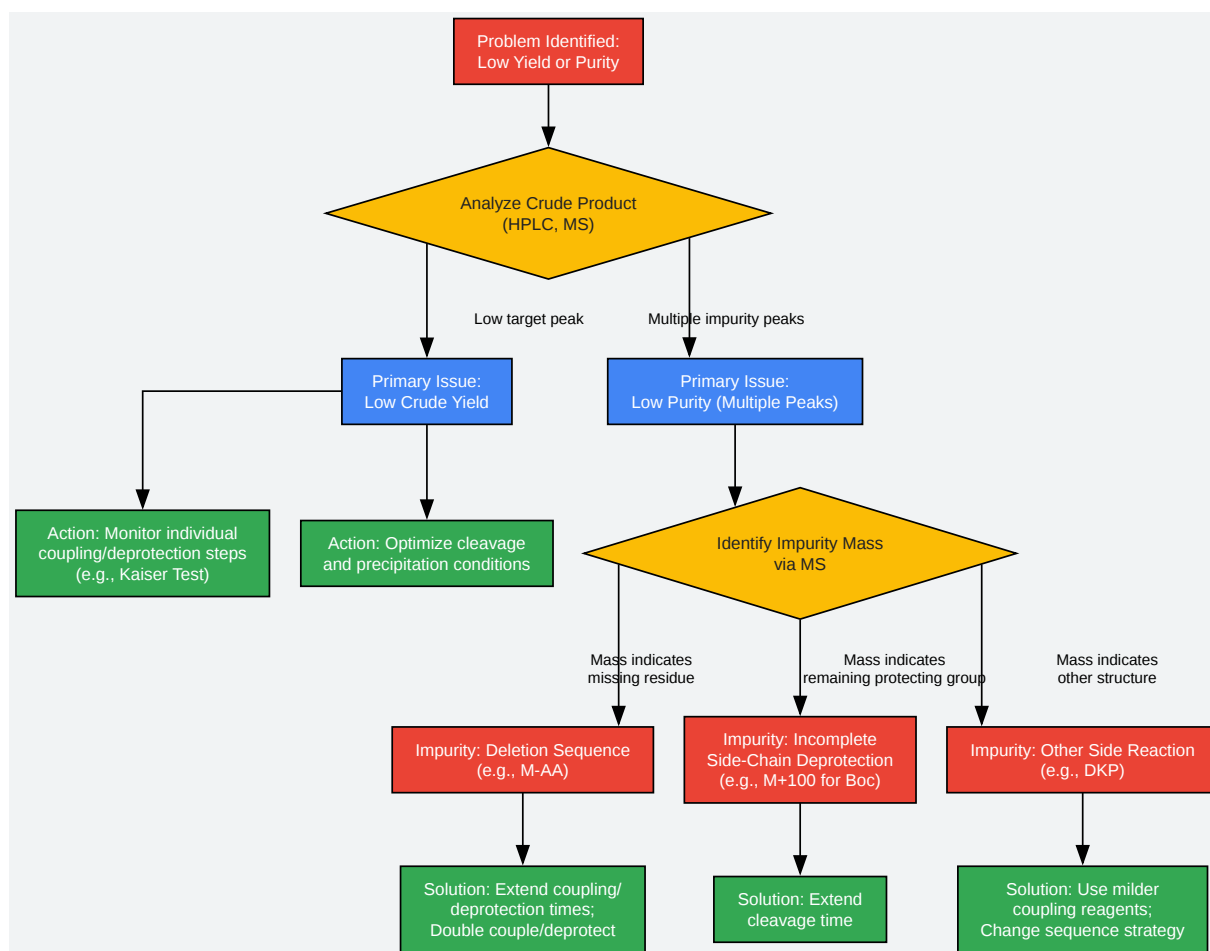 Problem Identified:
Low Yield or Purity
Analyze Crude Product
(HPLC, MS)
Low target peak
Multiple impurity peaks
Primary Issue:
Low Crude Yield
Primary Issue:
Low Purity (Multiple Peaks)
Action: Monitor individual
coupling/deprotection steps
(e.g., Kaiser Test)
Action: Optimize cleavage
and precipitation conditions
Identify Impurity Mass
via MS
Mass indicates
missing residue
Mass indicates
remaining protecting group
Mass indicates
other structure
Impurity: Deletion Sequence
(e.g., M-AA)
Impurity: Incomplete
Side-Chain Deprotection
(e.g., M+100 for Boc)
Impurity: Other Side Reaction
(e.g., DKP)
Solution: Extend coupling/
deprotection times;
Double couple/deprotect
Solution: Extend
cleavage time
Solution: Use milder
coupling reagents;
Change sequence strategy